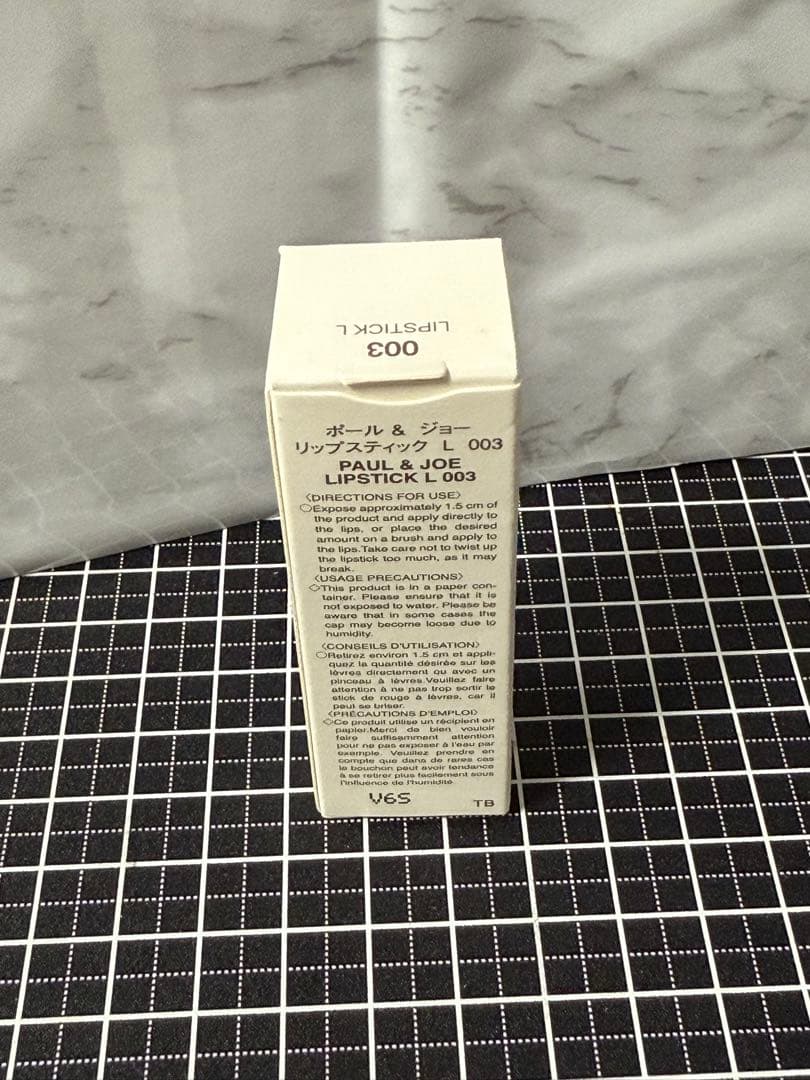 LIPSTICK L
003
ポール & ジョー
リップスティック L 003
PAUL & JOE
LIPSTICK L 003
〈DIRECTIONS FOR USE〉
○Expose approximately 1.5 cm of
the product and apply directly to
the lips, or place the desired
amount on a brush and apply to
the lips.Take care not to twist up
the lipstick too much, as it may
break.
〈USAGE PRECAUTIONS〉
◇This product is in a paper con-
tainer. Please ensure that it is
not exposed to water. Please be
aware that in some cases the
cap may become loose due to
humidity.
〈CONSEILS D'UTILISATION〉
○Retirez environ 1.5 cm et appli-
quez la quantité désirée sur les
lèvres directement ou avec un
pinceau à lèvres.Veuillez faire
attention à ne pas trop sortir le
stick de rouge à lèvres, car il
peut se briser.
〈PRÉCAUTIONS D'EMPLOI〉
◇Ce produit utilise un récipient en
papier.Merci de bien vouloir
faire suffisamment attention
pour ne pas exposer à l'eau par
exemple. Veuillez prendre en
compte que dans de rares cas
le bouchon peut avoir tendance
à se retirer plus facilement sous
l'influence de l'humidité.
V6S
TB